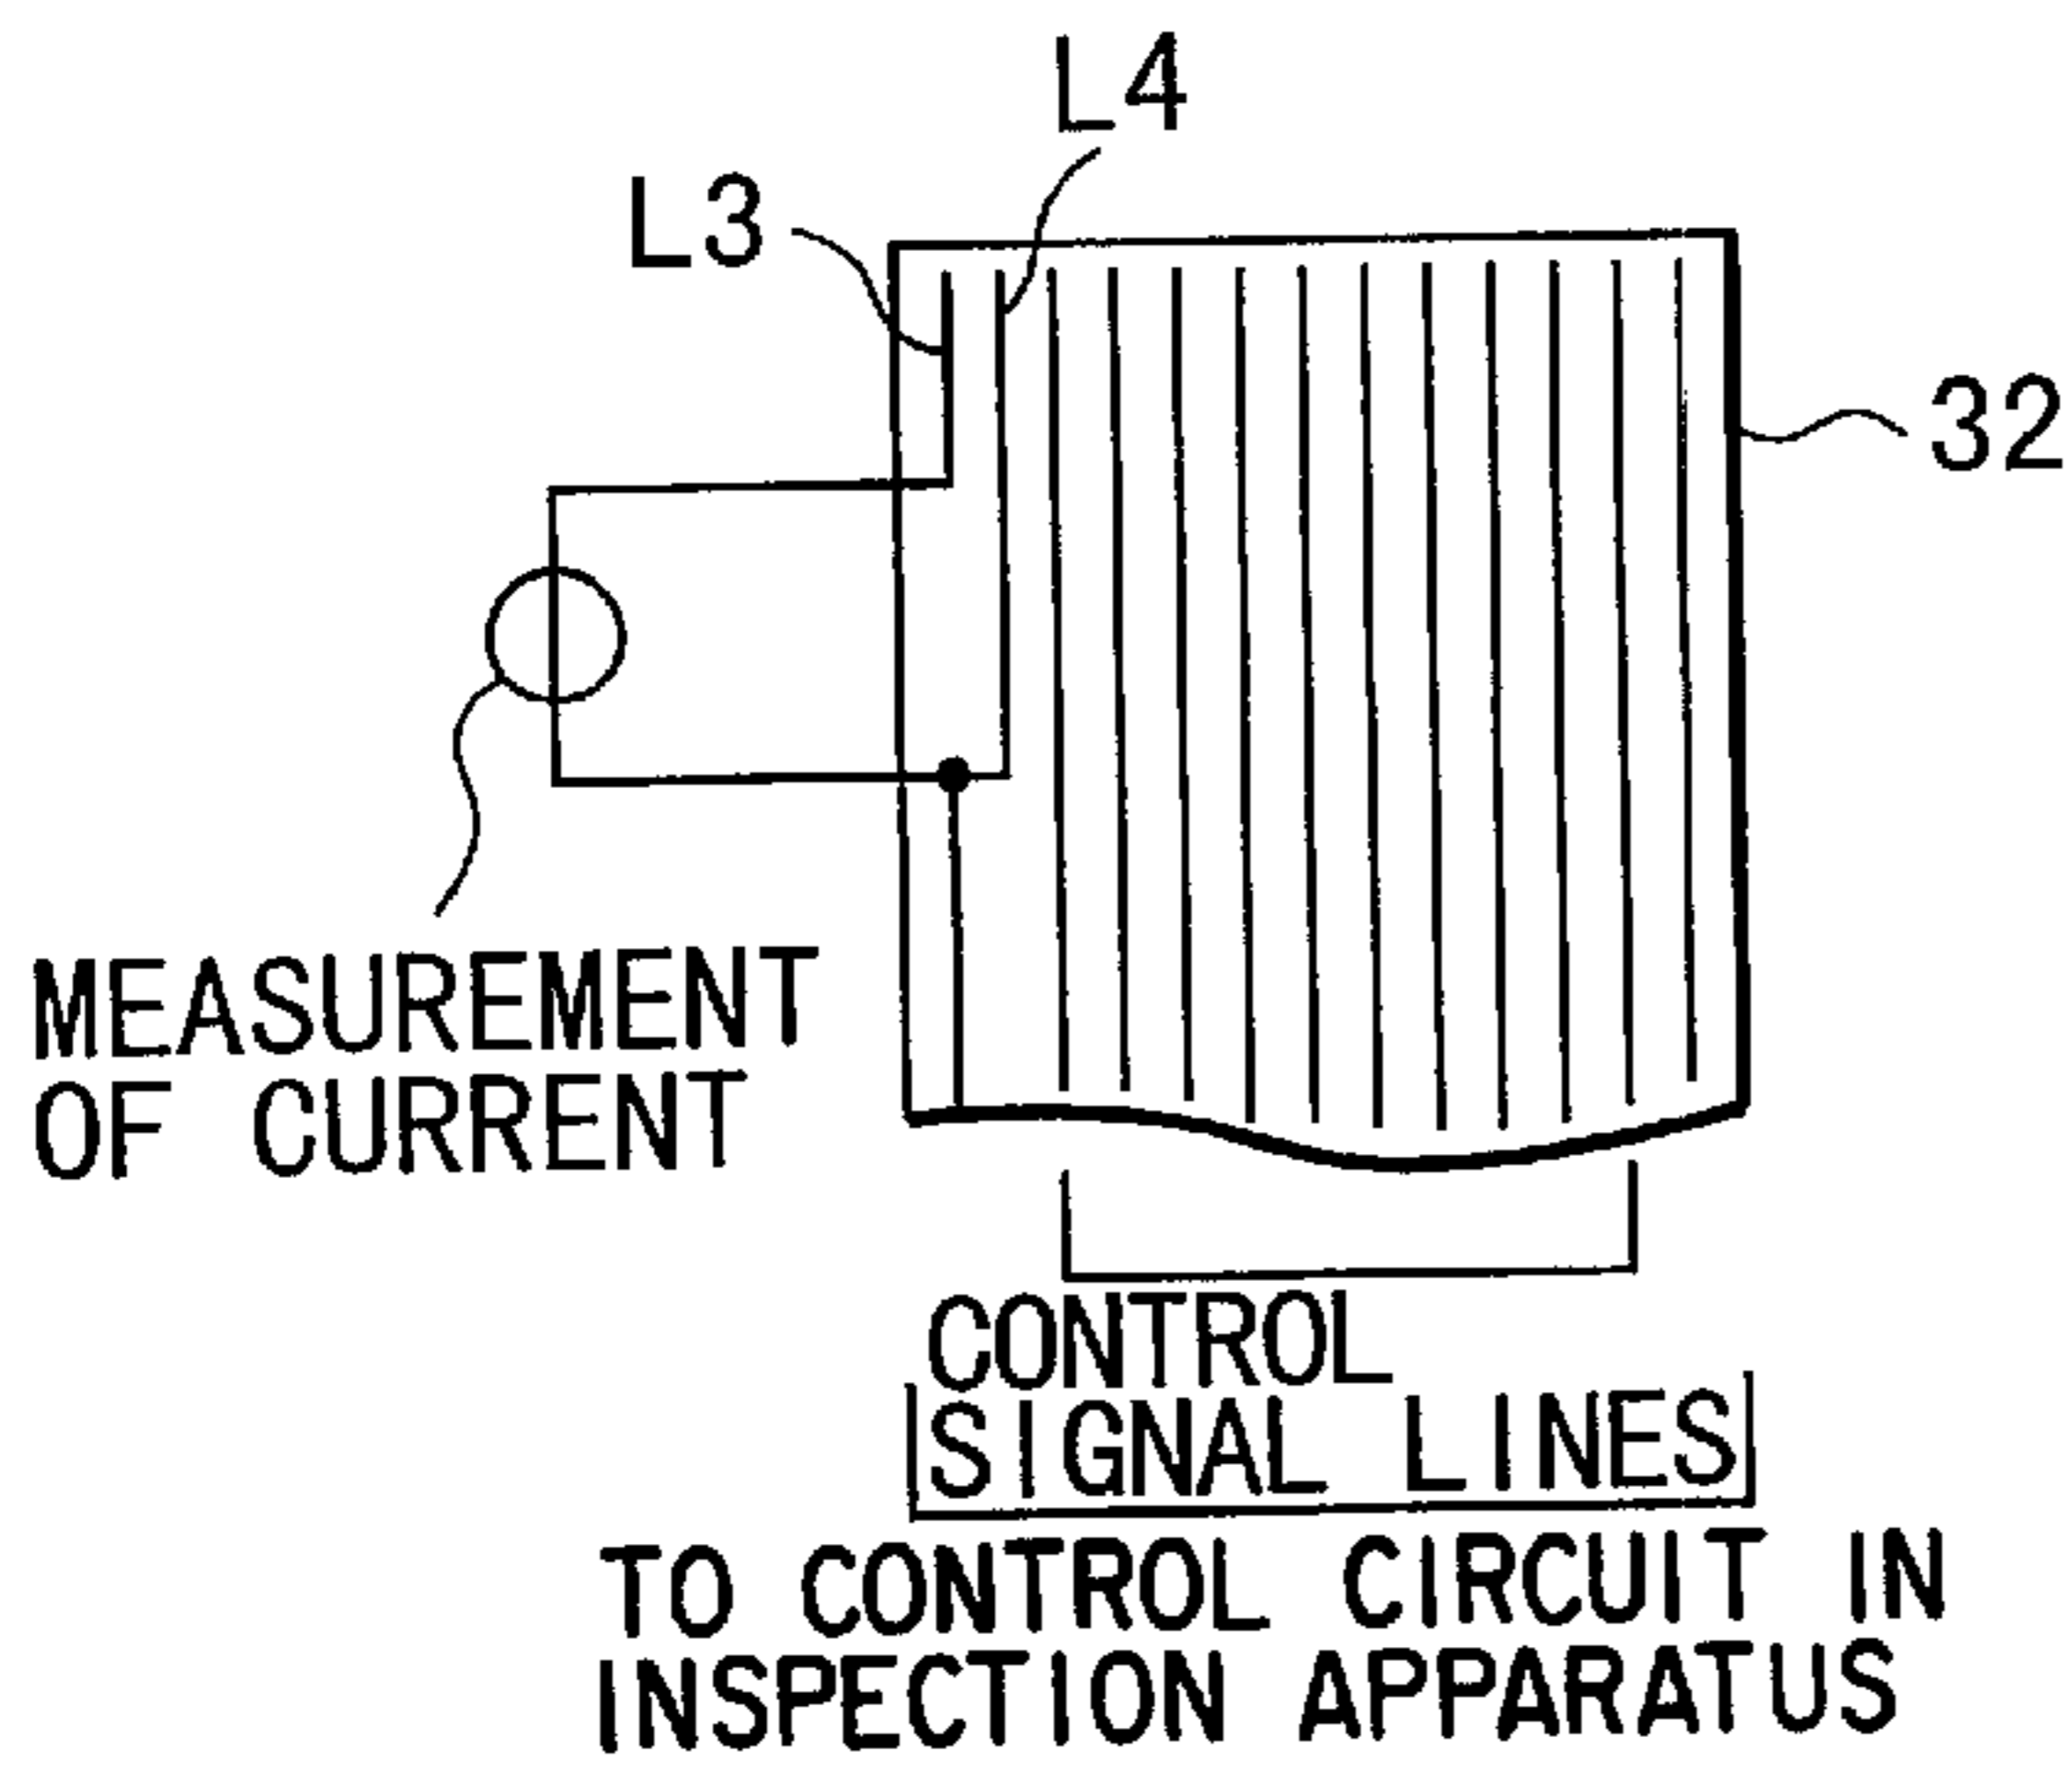 L4
L3
32
MEASUREMENT
OF CURRENT
CONTROL
SIGNAL LINES
TO CONTROL CIRCUIT IN
INSPECTION APPARATUS